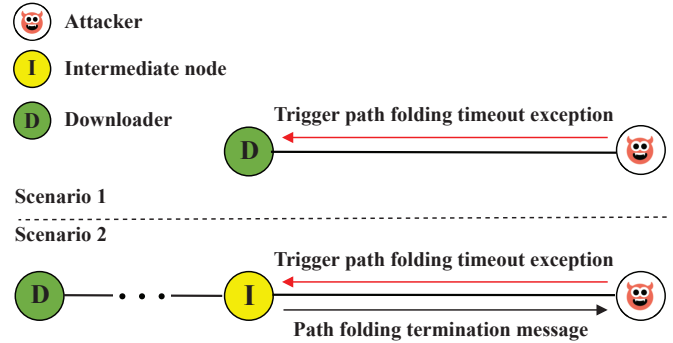 Attacker
I Intermediate node
D Downloader
Trigger path folding timeout exception
D
Scenario 1
Scenario 2
Trigger path folding timeout exception
D • • • I
Path folding termination message